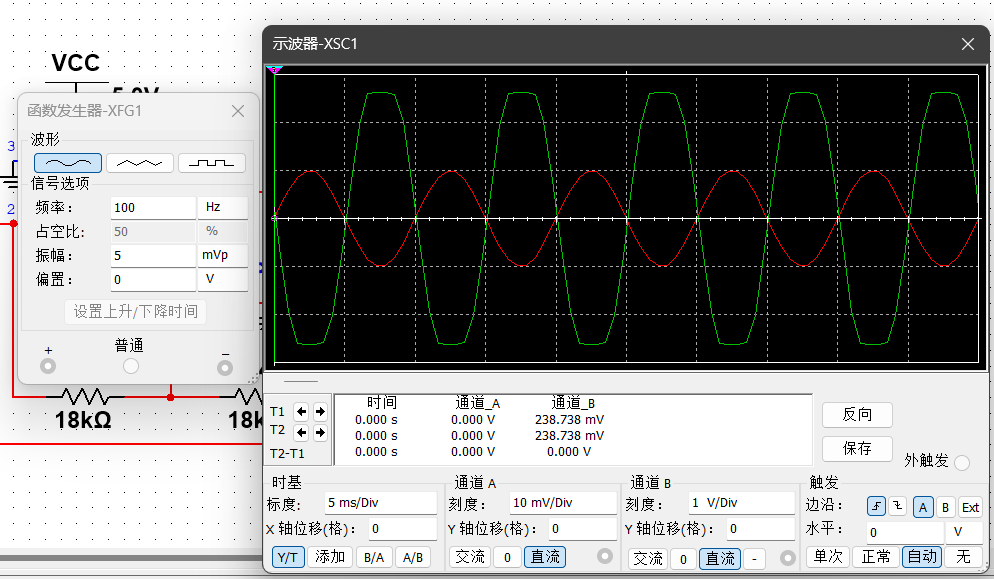 VCC
5.0V
3
2
18kΩ
18k
函数发生器-XFG1
波形
信号选项
频率： 100 Hz
占空比: 50 %
振幅： 5 mVp
偏置： 0 V
设置上升/下降时间
+ 普通 −
示波器-XSC1
时间 通道_A 通道_B
T1 0.000 s 0.000 V 238.738 mV
T2 0.000 s 0.000 V 238.738 mV
T2-T1 0.000 s 0.000 V 0.000 V
反向
保存
外触发
时基
标度: 5 ms/Div
X 轴位移(格)： 0
Y/T 添加 B/A A/B
通道 A
刻度： 10 mV/Div
Y 轴位移(格)： 0
交流 0 直流
通道 B
刻度： 1 V/Div
Y 轴位移(格)： 0
交流 0 直流 -
触发
边沿： A B Ext
水平： 0 V
单次 正常 自动 无